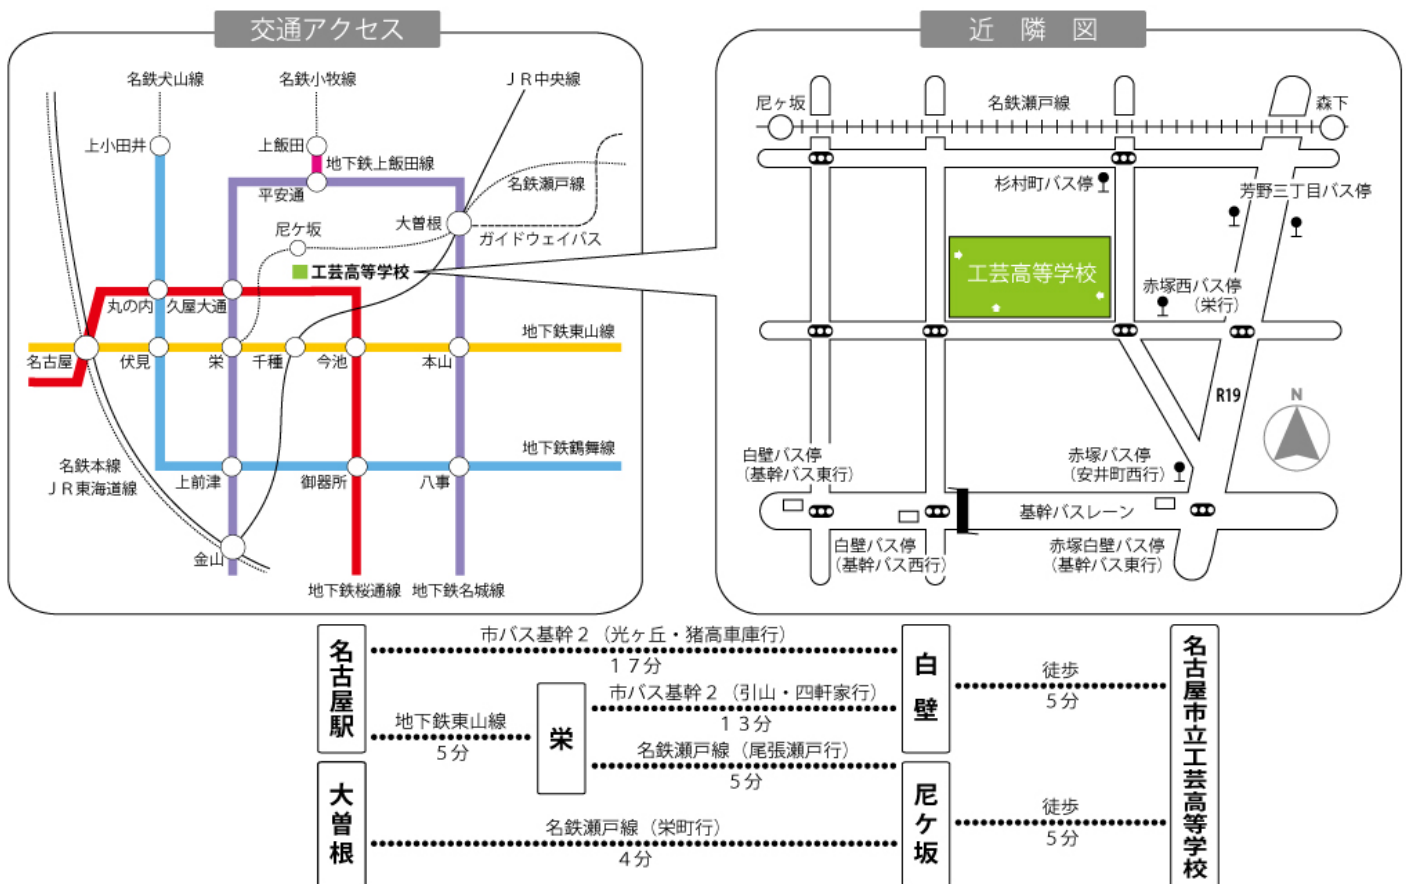 交通アクセス
名鉄犬山線
名鉄小牧線
ＪＲ中央線
上小田井
上飯田
地下鉄上飯田線
平安通
名鉄瀬戸線
大曽根
尼ケ坂
ガイドウェイバス
工芸高等学校
丸の内
久屋大通
地下鉄東山線
名古屋
伏見
栄
千種
今池
本山
地下鉄鶴舞線
名鉄本線
ＪＲ東海道線
上前津
御器所
八事
金山
地下鉄桜通線
地下鉄名城線
近隣図
尼ヶ坂
名鉄瀬戸線
森下
杉村町バス停
芳野三丁目バス停
工芸高等学校
赤塚西バス停
（栄行）
R19
N
白壁バス停
（基幹バス東行）
赤塚バス停
（安井町西行）
基幹バスレーン
白壁バス停
（基幹バス西行）
赤塚白壁バス停
（基幹バス東行）
名古屋駅
市バス基幹２（光ヶ丘・猪高車庫行）
１７分
白壁
徒歩
５分
名古屋市立工芸高等学校
地下鉄東山線
５分
栄
市バス基幹２（引山・四軒家行）
１３分
名鉄瀬戸線（尾張瀬戸行）
５分
大曽根
名鉄瀬戸線（栄町行）
４分
尼ケ坂
徒歩
５分